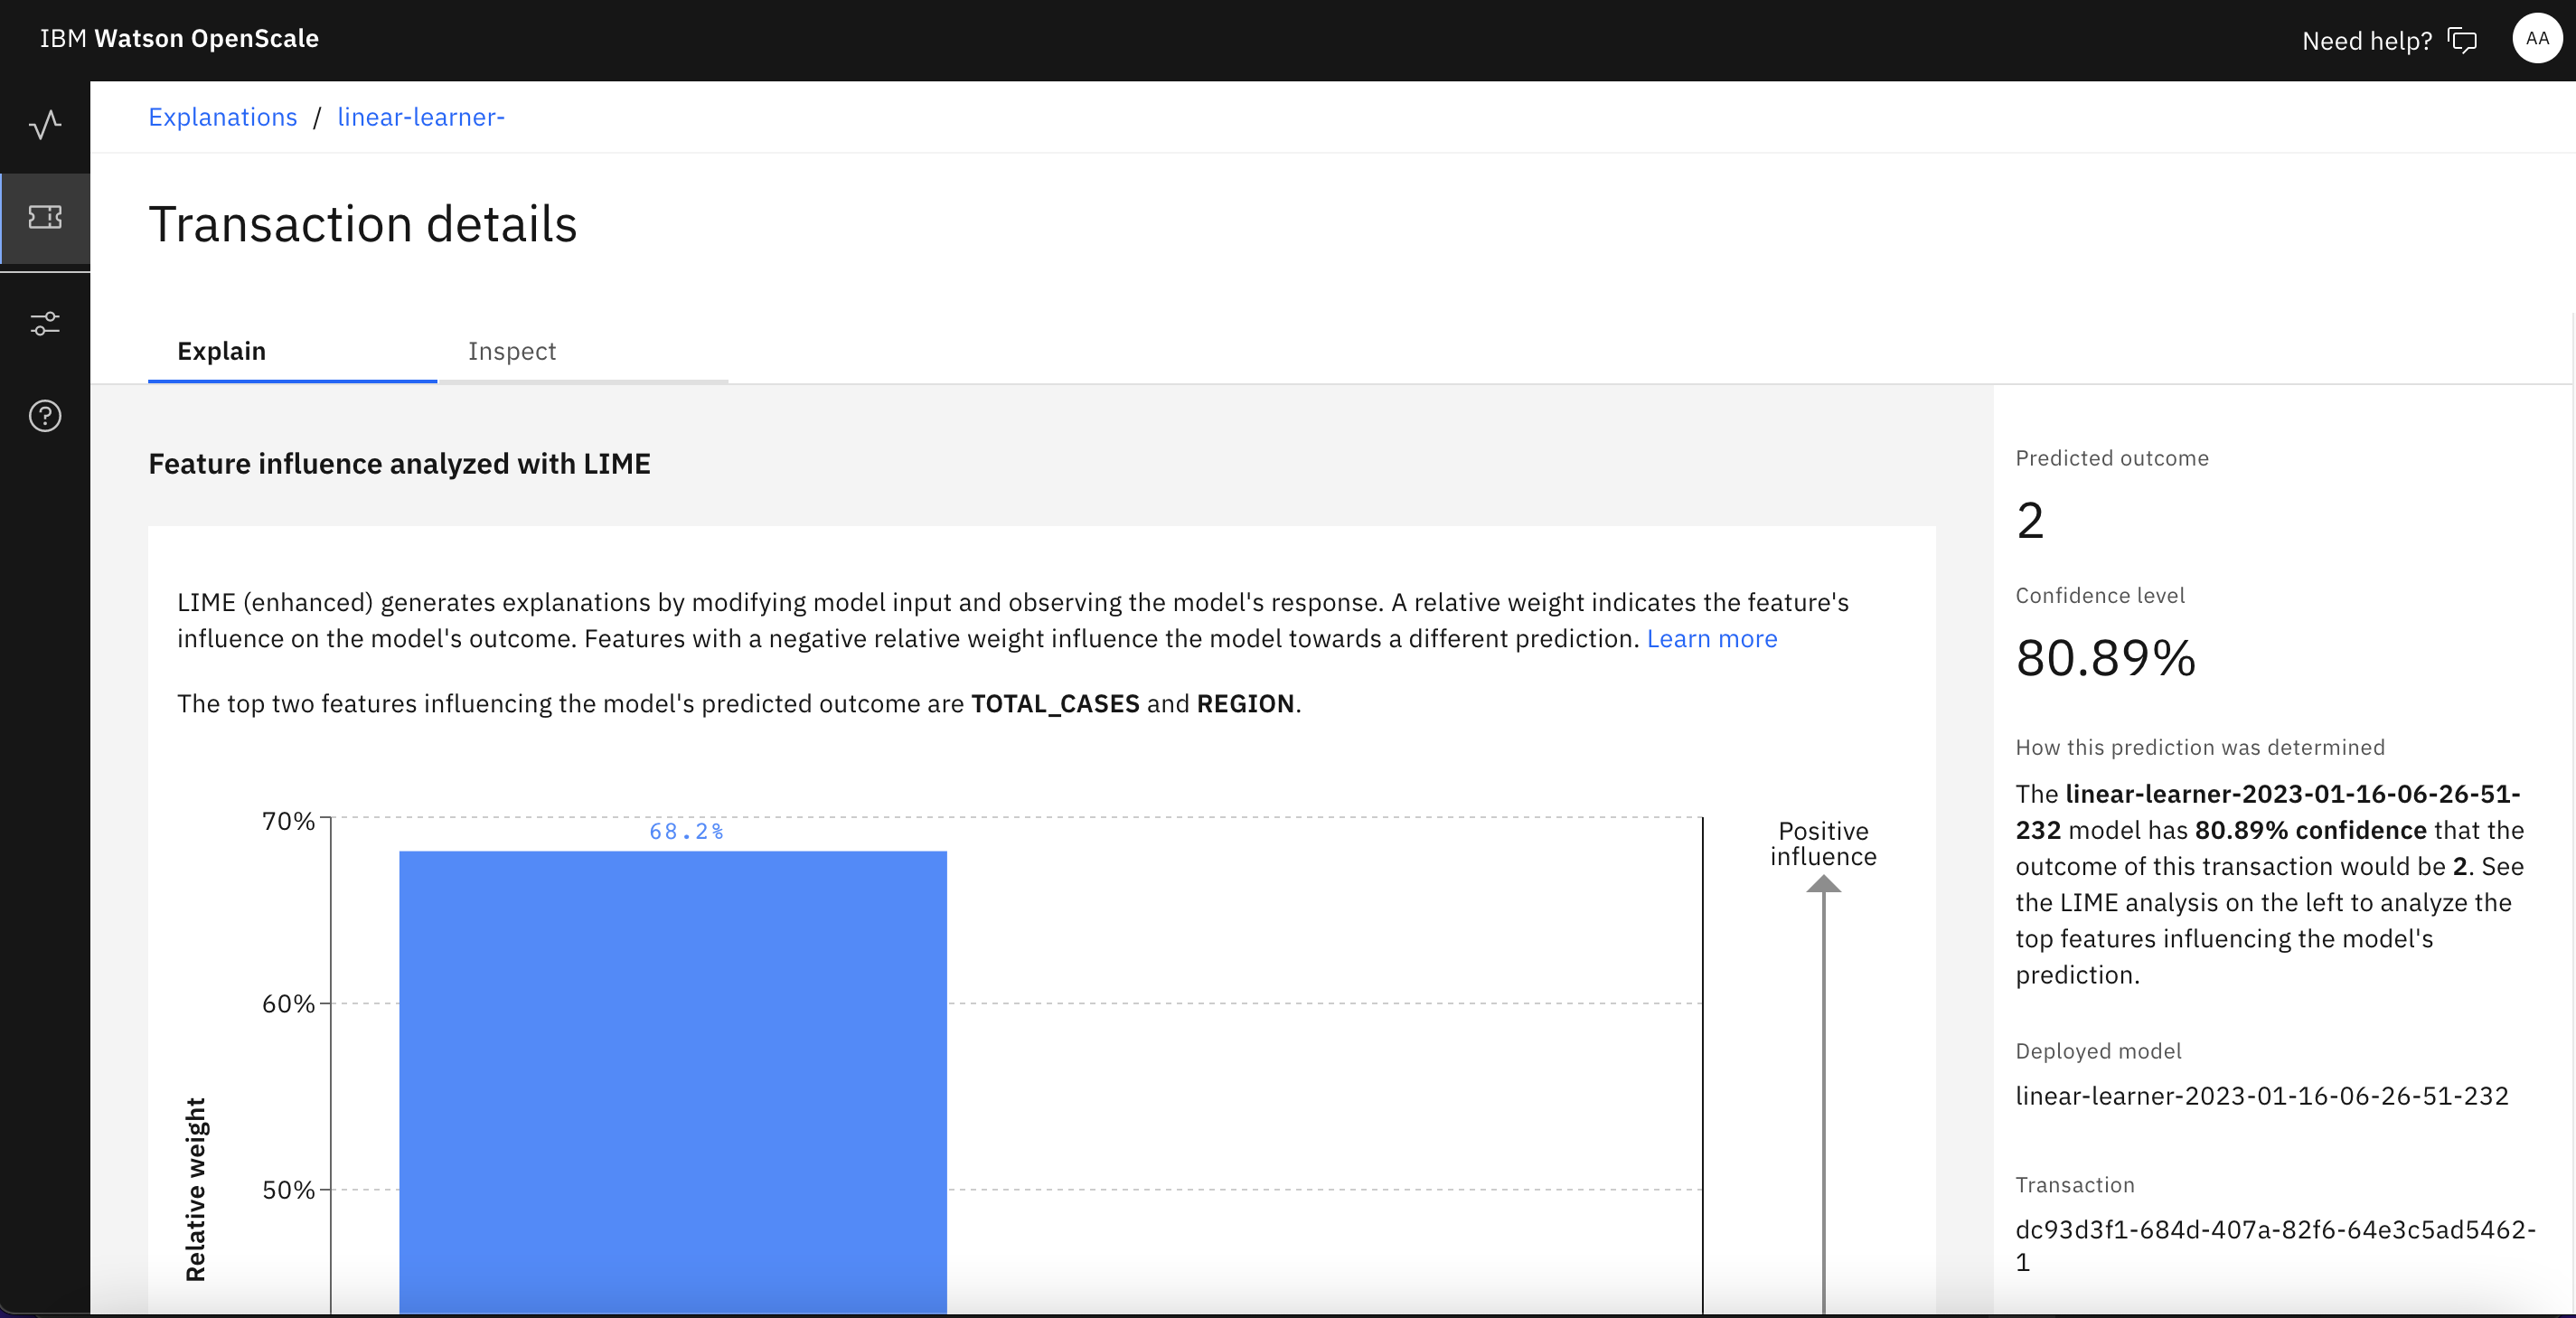 IBM Watson OpenScale
Need help?
AA
Explanations / linear-learner-
Transaction details
Explain
Inspect
Feature influence analyzed with LIME
LIME (enhanced) generates explanations by modifying model input and observing the model's response. A relative weight indicates the feature's
influence on the model's outcome. Features with a negative relative weight influence the model towards a different prediction. Learn more
The top two features influencing the model's predicted outcome are TOTAL_CASES and REGION.
70%
68.2%
60%
50%
Relative weight
Positive
influence
Predicted outcome
2
Confidence level
80.89%
How this prediction was determined
The linear-learner-2023-01-16-06-26-51-
232 model has 80.89% confidence that the
outcome of this transaction would be 2. See
the LIME analysis on the left to analyze the
top features influencing the model's
prediction.
Deployed model
linear-learner-2023-01-16-06-26-51-232
Transaction
dc93d3f1-684d-407a-82f6-64e3c5ad5462-
1